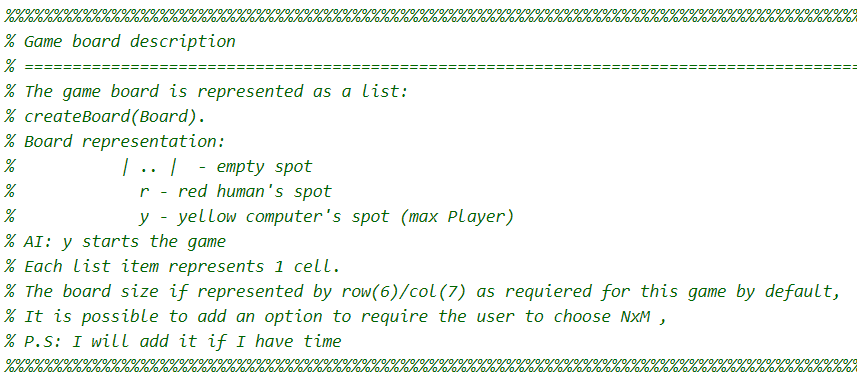 %%%%%%%%%%%%%%%%%%%%%%%%%%%%%%%%%%%%%%%%%%%%%%%%%%%%%%%%%%%%%%%%%%%%%%%%%%%%%%%%%%%%%%%%%%%
% Game board description
% =======================================================================================
% The game board is represented as a list:
% createBoard(Board).
% Board representation:
%           | .. |  - empty spot
%             r - red human's spot
%             y - yellow computer's spot (max Player)
% AI: y starts the game
% Each list item represents 1 cell.
% The board size if represented by row(6)/col(7) as requiered for this game by default,
% It is possible to add an option to require the user to choose NxM ,
% P.S: I will add it if I have time
%%%%%%%%%%%%%%%%%%%%%%%%%%%%%%%%%%%%%%%%%%%%%%%%%%%%%%%%%%%%%%%%%%%%%%%%%%%%%%%%%%%%%%%%%%%